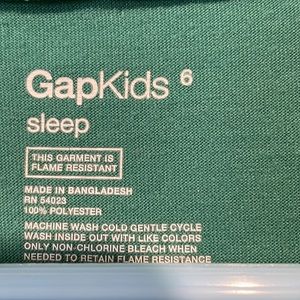 GapKids 6
sleep
THIS GARMENT IS
FLAME RESISTANT
MADE IN BANGLADESH
RN 54023
100% POLYESTER
MACHINE WASH COLD GENTLE CYCLE
WASH INSIDE OUT WITH LIKE COLORS
ONLY NON-CHLORINE BLEACH WHEN
NEEDED TO RETAIN FLAME RESISTANCE